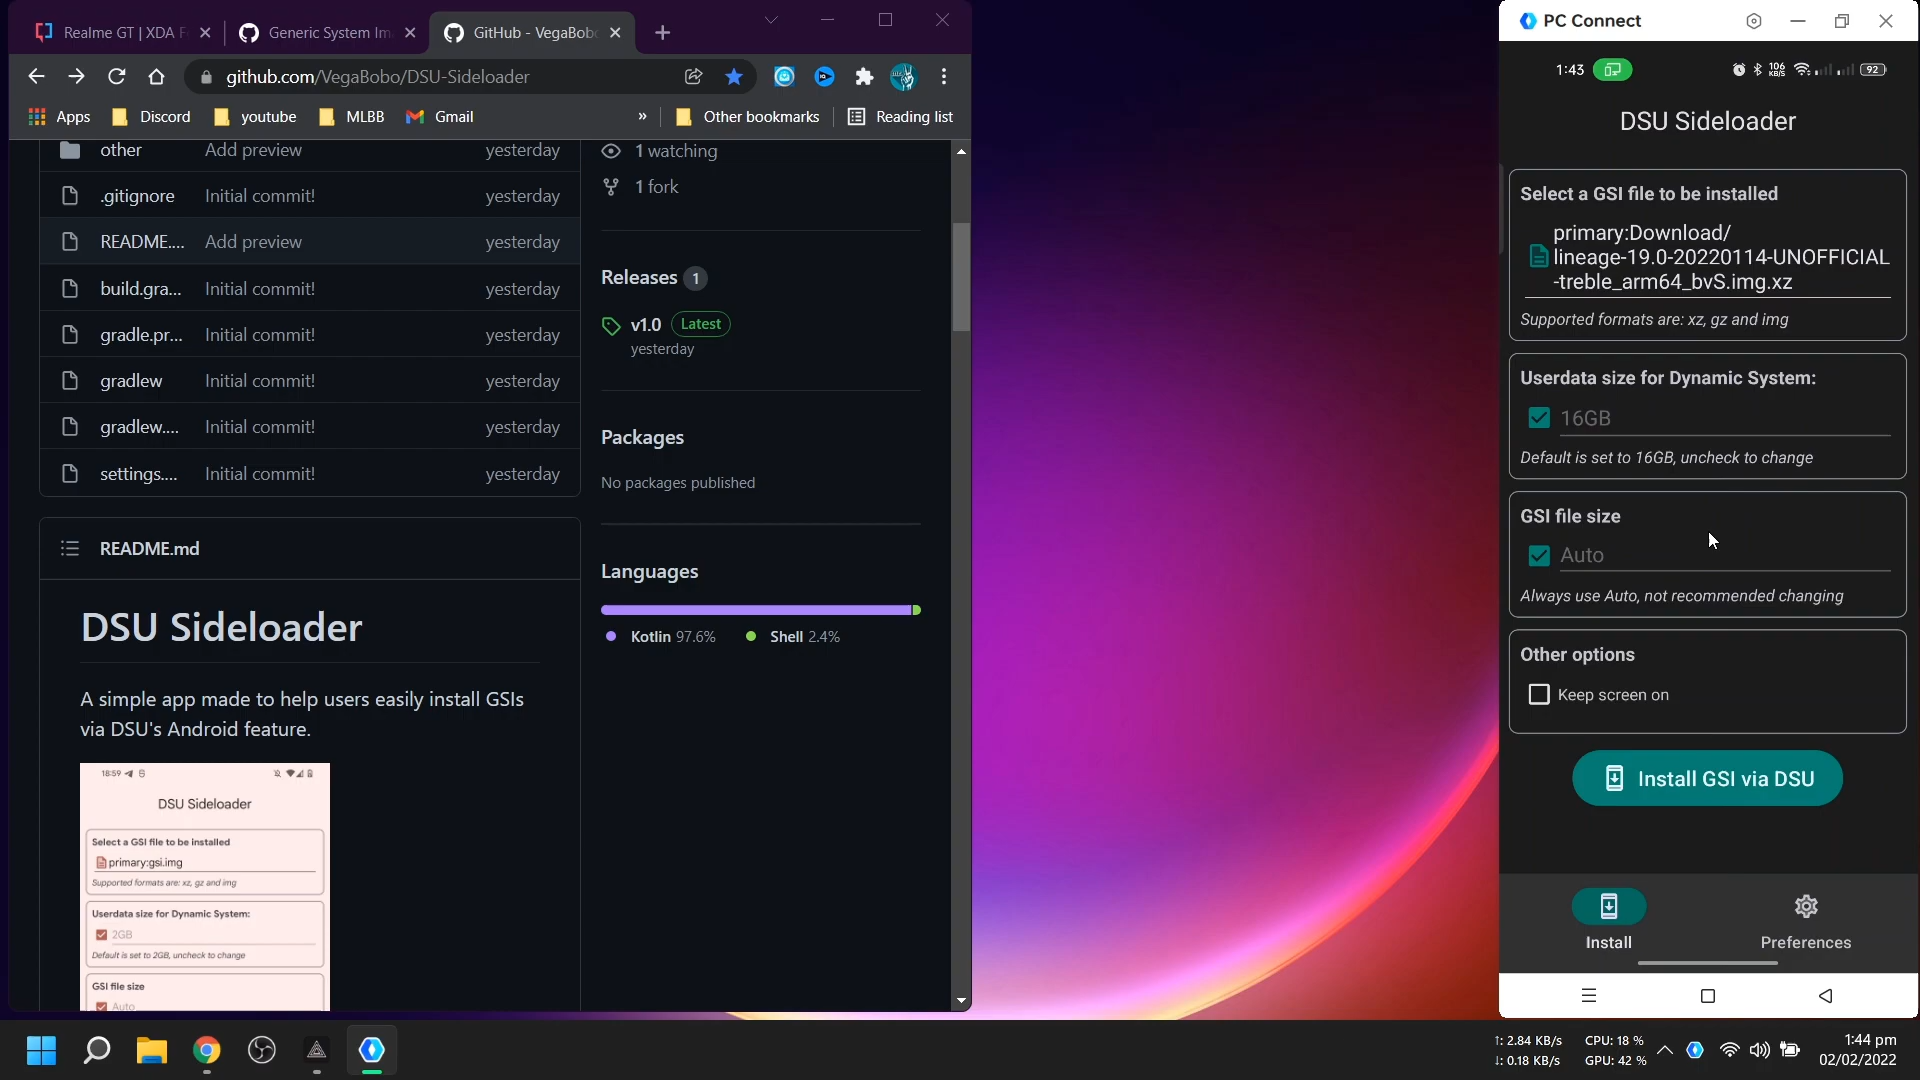 Realme GT | XDA F
Generic System Im
GitHub - VegaBob
github.com/VegaBobo/DSU-Sideloader
Apps
Discord
youtube
MLBB
Gmail
»
Other bookmarks
Reading list
other Add preview yesterday
.gitignore Initial commit! yesterday
README.... Add preview yesterday
build.gra... Initial commit! yesterday
gradle.pr... Initial commit! yesterday
gradlew Initial commit! yesterday
gradlew.... Initial commit! yesterday
settings.... Initial commit! yesterday
README.md
DSU Sideloader
A simple app made to help users easily install GSIs
via DSU's Android feature.
18:59
DSU Sideloader
Select a GSI file to be installed
primary:gsi.img
Supported formats are: xz, gz and img
Userdata size for Dynamic System:
2GB
Default is set to 2GB, uncheck to change
GSI file size
Auto
1 watching
1 fork
Releases 1
v1.0 Latest
yesterday
Packages
No packages published
Languages
Kotlin 97.6% Shell 2.4%
PC Connect
1:43
106
KB/S
92
DSU Sideloader
Select a GSI file to be installed
primary:Download/
lineage-19.0-20220114-UNOFFICIAL
-treble_arm64_bvS.img.xz
Supported formats are: xz, gz and img
Userdata size for Dynamic System:
16GB
Default is set to 16GB, uncheck to change
GSI file size
Auto
Always use Auto, not recommended changing
Other options
Keep screen on
Install GSI via DSU
Install
Preferences
↑: 2.84 KB/s
↓: 0.18 KB/s
CPU: 18 %
GPU: 42 %
1:44 pm
02/02/2022